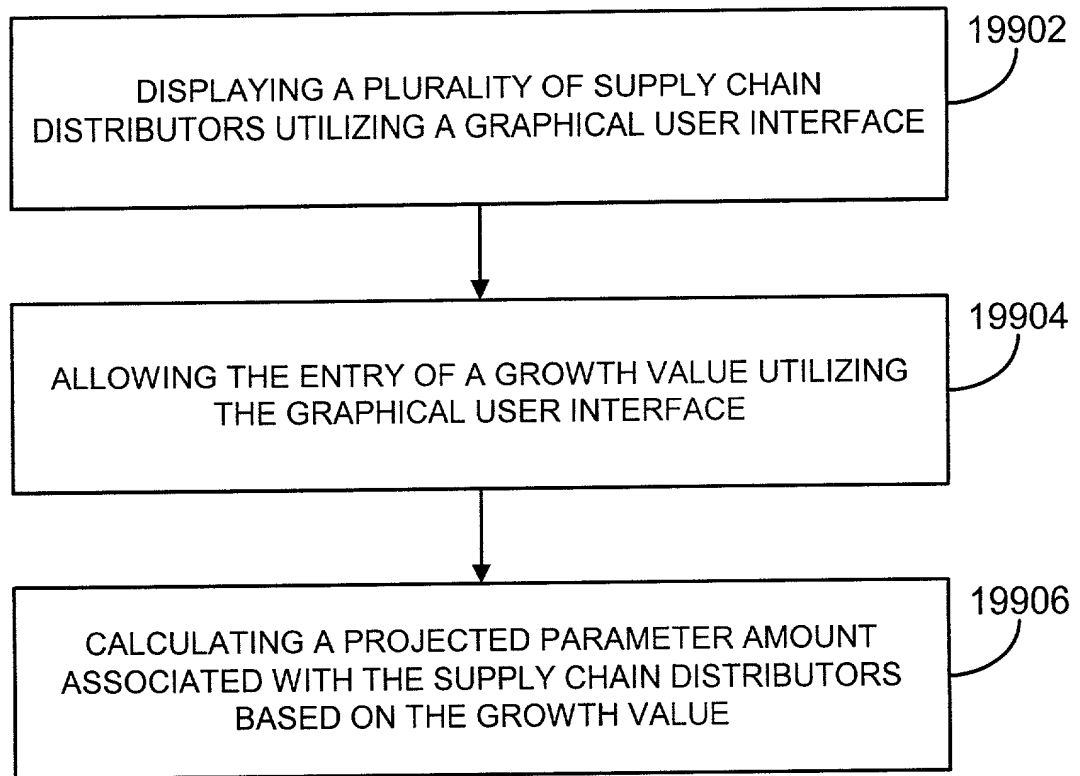 19902
DISPLAYING A PLURALITY OF SUPPLY CHAIN
DISTRIBUTORS UTILIZING A GRAPHICAL USER INTERFACE
19904
ALLOWING THE ENTRY OF A GROWTH VALUE UTILIZING
THE GRAPHICAL USER INTERFACE
19906
CALCULATING A PROJECTED PARAMETER AMOUNT
ASSOCIATED WITH THE SUPPLY CHAIN DISTRIBUTORS
BASED ON THE GROWTH VALUE